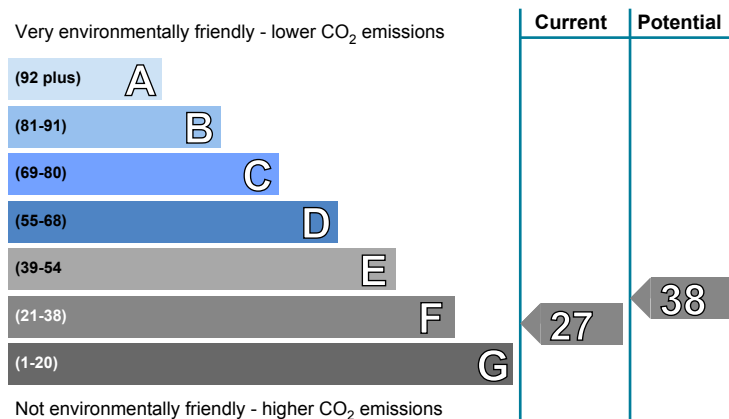 Current Potential
Very environmentally friendly - lower CO2 emissions
(92 plus) A
(81-91) B
(69-80) C
(55-68) D
(39-54 E
(21-38) F
27
38
(1-20) G
Not environmentally friendly - higher CO2 emissions